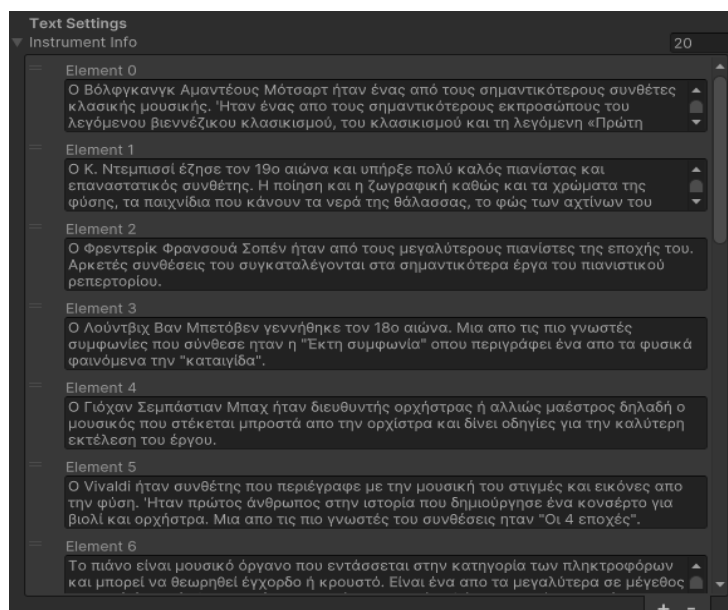 Text Settings
Instrument Info 20
Element 0
Ο Βόλφγκανγκ Αμαντέους Μότσαρτ ήταν ένας από τους σημαντικότερους συνθέτες
κλασικής μουσικής. 'Ηταν ένας απο τους σημαντικότερους εκπροσώπους του
λεγόμενου βιεννέζικου κλασικισμού, του κλασικισμού και τη λεγόμενη «Πρώτη
Element 1
Ο Κ. Ντεμπισσί έζησε τον 19ο αιώνα και υπήρξε πολύ καλός πιανίστας και
επαναστατικός συνθέτης. Η ποίηση και η ζωγραφική καθώς και τα χρώματα της
φύσης, τα παιχνίδια που κάνουν τα νερά της θάλασσας, το φώς των αχτίνων του
Element 2
Ο Φρεντερίκ Φρανσουά Σοπέν ήταν από τους μεγαλύτερους πιανίστες της εποχής του.
Αρκετές συνθέσεις του συγκαταλέγονται στα σημαντικότερα έργα του πιανιστικού
ρεπερτορίου.
Element 3
Ο Λούντβιχ Βαν Μπετόβεν γεννήθηκε τον 18ο αιώνα. Μια απο τις πιο γνωστές
συμφωνίες που σύνθεσε ηταν η "Έκτη συμφωνία" οπου περιγράφει ένα απο τα φυσικά
φαινόμενα την "καταιγίδα".
Element 4
Ο Γιόχαν Σεμπάστιαν Μπαχ ήταν διευθυντής ορχήστρας ή αλλιώς μαέστρος δηλαδή ο
μουσικός που στέκεται μπροστά απο την ορχίστρα και δίνει οδηγίες για την καλύτερη
εκτέλεση του έργου.
Element 5
Ο Vivaldi ήταν συνθέτης που περιέγραφε με την μουσική του στιγμές και εικόνες απο
την φύση. 'Ηταν πρώτος άνθρωπος στην ιστορία που δημιούργησε ένα κονσέρτο για
βιολί και ορχήστρα. Μια απο τις πιο γνωστές του συνθέσεις ηταν "Οι 4 εποχές".
Element 6
Το πιάνο είναι μουσικό όργανο που εντάσσεται στην κατηγορία των πληκτροφόρων
και μπορεί να θεωρηθεί έγχορδο ή κρουστό. Είναι ένα απο τα μεγαλύτερα σε μέγεθος